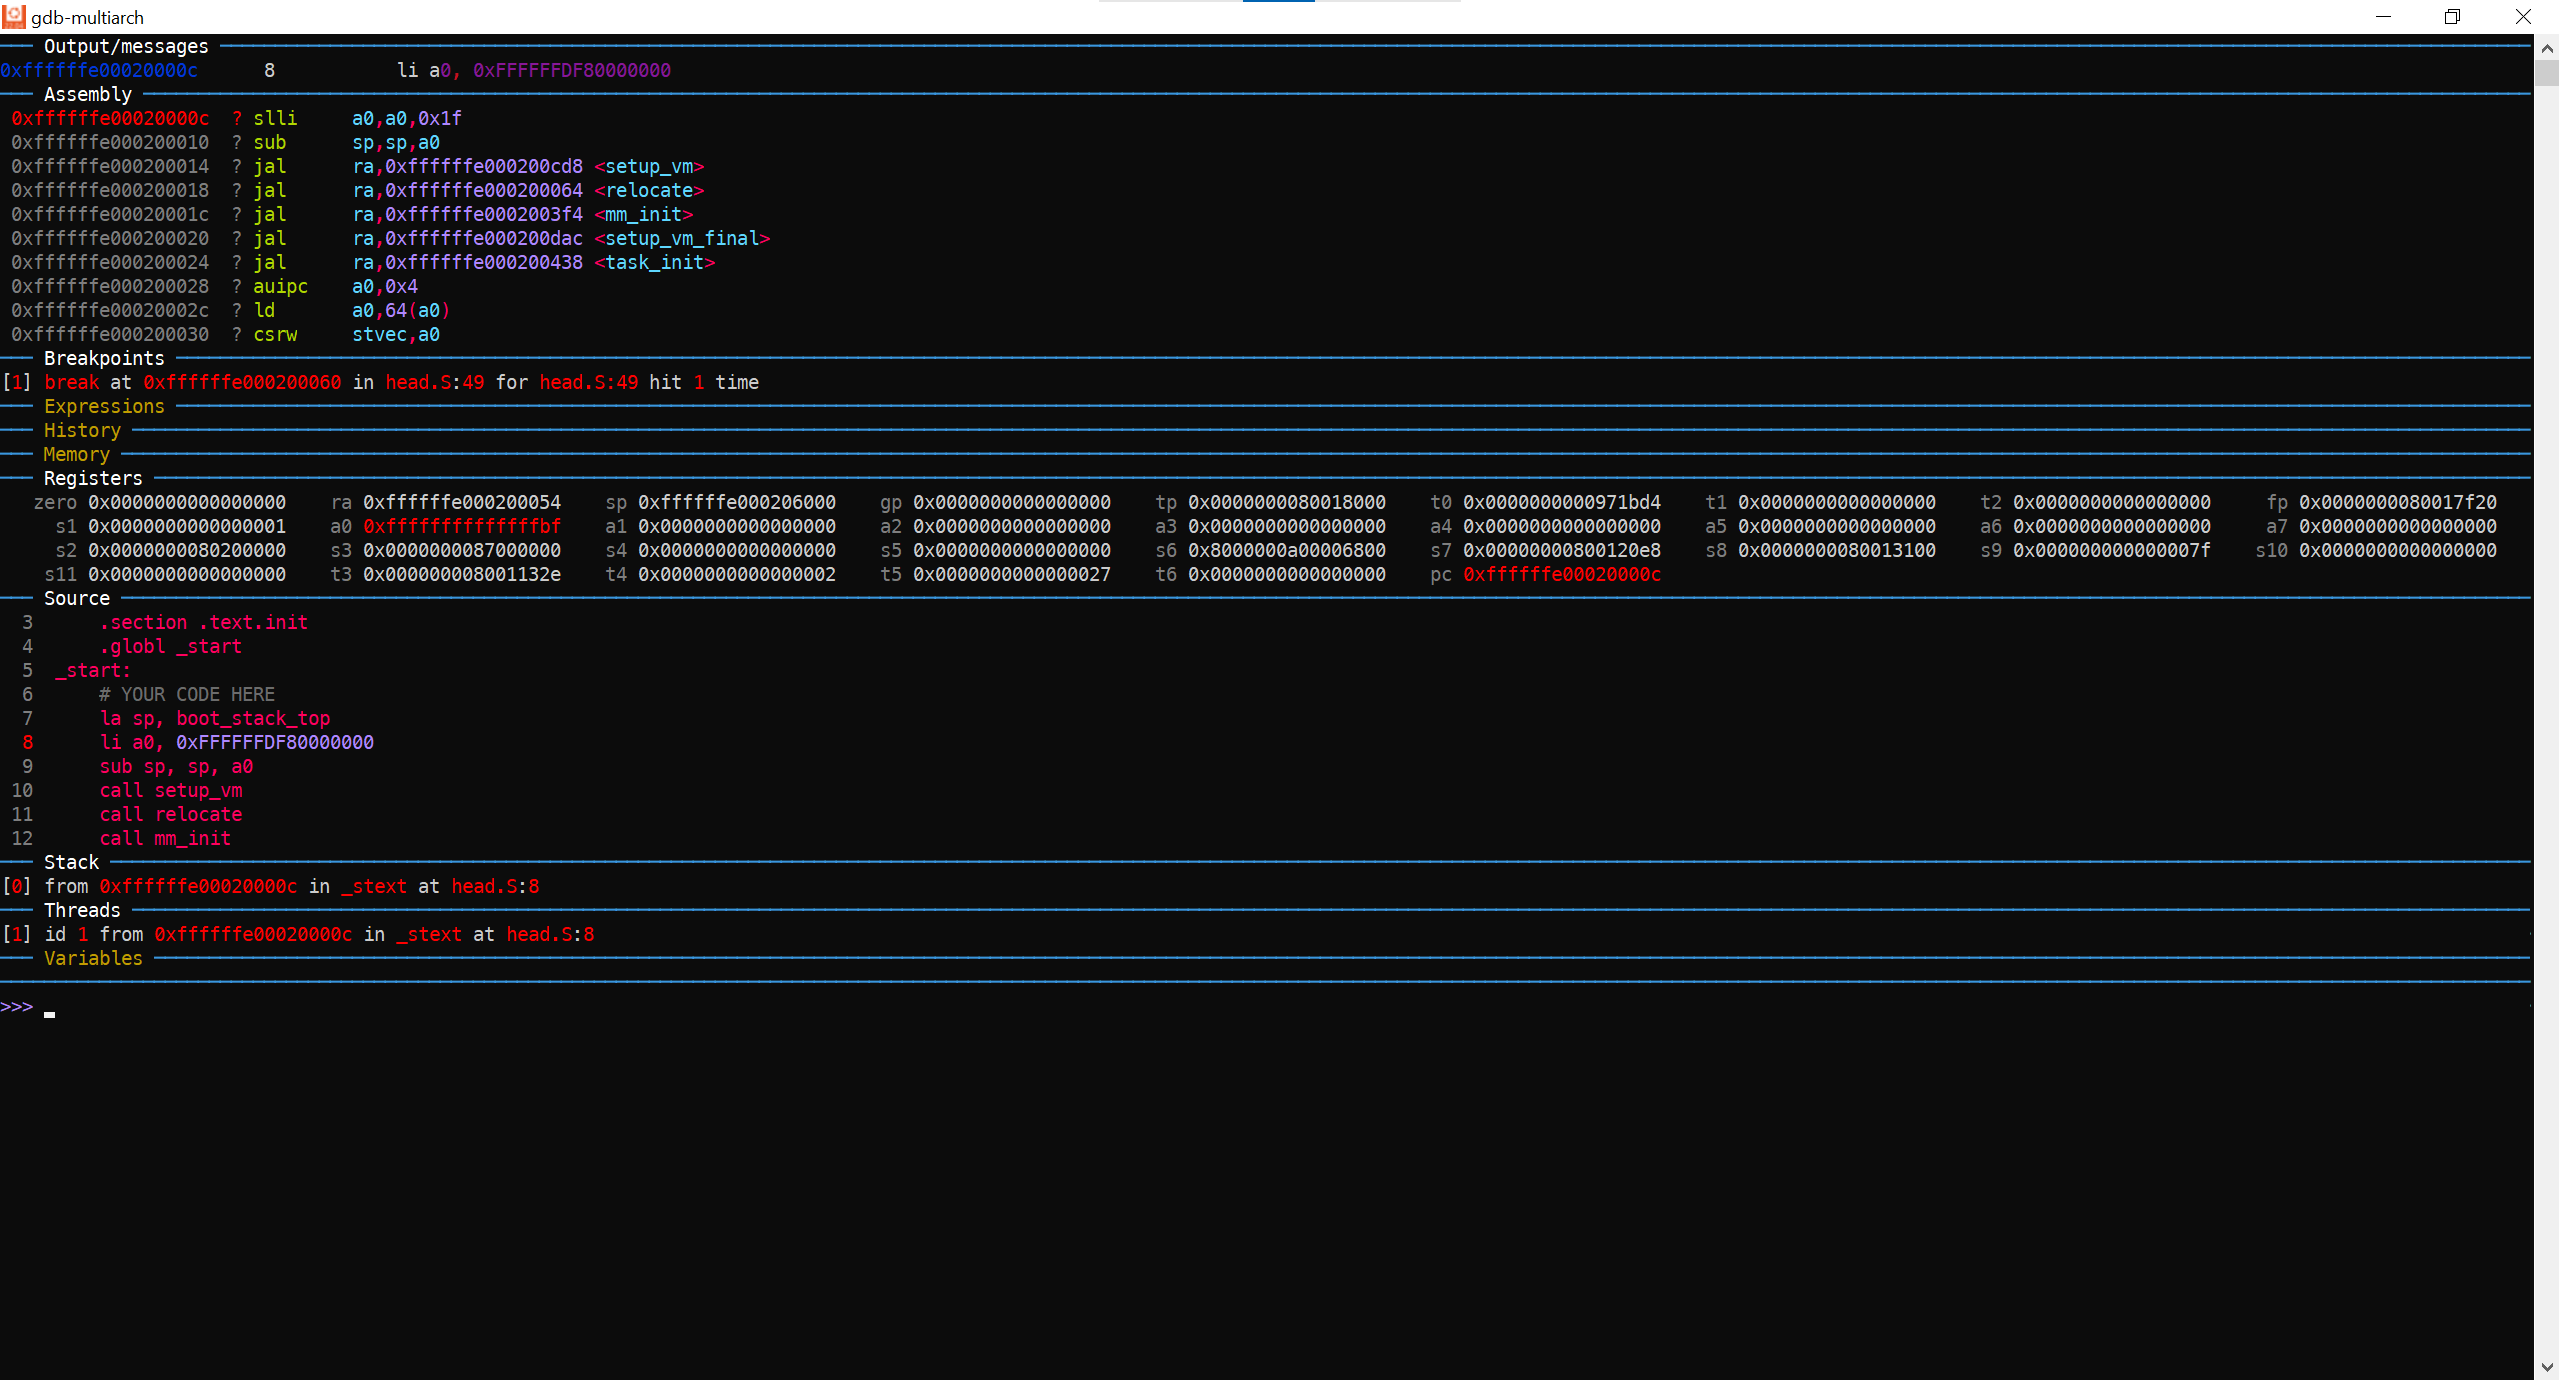 gdb-multiarch
Output/messages
0xffffffe00020000c 8 li a0, 0xFFFFFFDF80000000
Assembly
0xffffffe00020000c ? slli a0,a0,0x1f
0xffffffe000200010 ? sub sp,sp,a0
0xffffffe000200014 ? jal ra,0xffffffe000200cd8 <setup_vm>
0xffffffe000200018 ? jal ra,0xffffffe000200064 <relocate>
0xffffffe00020001c ? jal ra,0xffffffe0002003f4 <mm_init>
0xffffffe000200020 ? jal ra,0xffffffe000200dac <setup_vm_final>
0xffffffe000200024 ? jal ra,0xffffffe000200438 <task_init>
0xffffffe000200028 ? auipc a0,0x4
0xffffffe00020002c ? ld a0,64(a0)
0xffffffe000200030 ? csrw stvec,a0
Breakpoints
[1] break at 0xffffffe000200060 in head.S:49 for head.S:49 hit 1 time
Expressions
History
Memory
Registers
zero 0x0000000000000000 ra 0xffffffe000200054 sp 0xffffffe000206000 gp 0x0000000000000000 tp 0x0000000080018000 t0 0x0000000000971bd4 t1 0x0000000000000000 t2 0x0000000000000000 fp 0x0000000080017f20
s1 0x0000000000000001 a0 0xffffffffffffffbf a1 0x0000000000000000 a2 0x0000000000000000 a3 0x0000000000000000 a4 0x0000000000000000 a5 0x0000000000000000 a6 0x0000000000000000 a7 0x0000000000000000
s2 0x0000000080200000 s3 0x0000000087000000 s4 0x0000000000000000 s5 0x0000000000000000 s6 0x8000000a00006800 s7 0x00000000800120e8 s8 0x0000000080013100 s9 0x000000000000007f s10 0x0000000000000000
s11 0x0000000000000000 t3 0x000000008001132e t4 0x0000000000000002 t5 0x0000000000000027 t6 0x0000000000000000 pc 0xffffffe00020000c
Source
3 .section .text.init
4 .globl _start
5 _start:
6 # YOUR CODE HERE
7 la sp, boot_stack_top
8 li a0, 0xFFFFFFDF80000000
9 sub sp, sp, a0
10 call setup_vm
11 call relocate
12 call mm_init
Stack
[0] from 0xffffffe00020000c in _stext at head.S:8
Threads
[1] id 1 from 0xffffffe00020000c in _stext at head.S:8
Variables
>>>